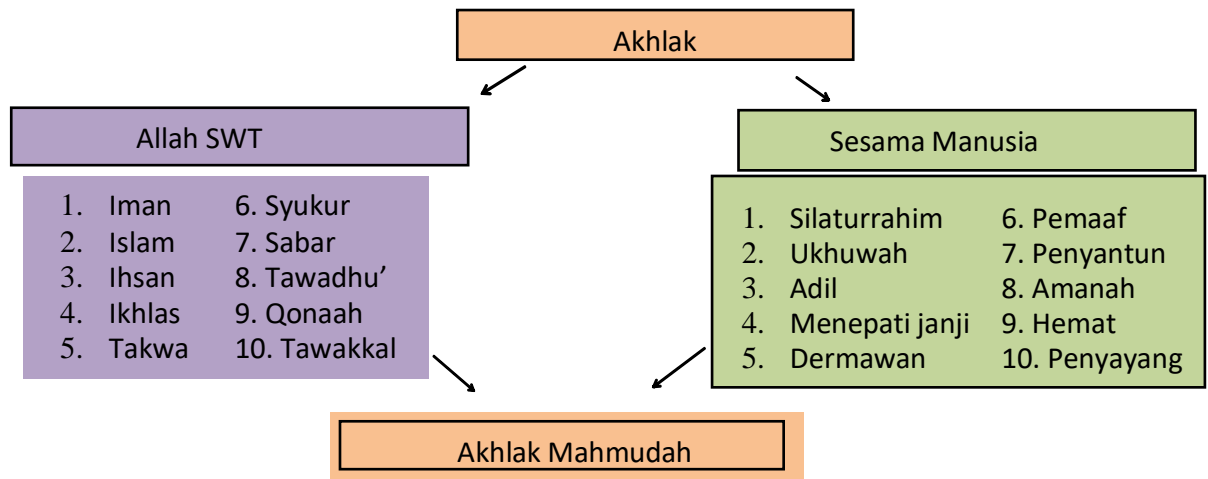 Akhlak
Allah SWT
1. Iman 6. Syukur
2. Islam 7. Sabar
3. Ihsan 8. Tawadhu’
4. Ikhlas 9. Qonaah
5. Takwa 10. Tawakkal
Sesama Manusia
1. Silaturrahim 6. Pemaaf
2. Ukhuwah 7. Penyantun
3. Adil 8. Amanah
4. Menepati janji 9. Hemat
5. Dermawan 10. Penyayang
Akhlak Mahmudah